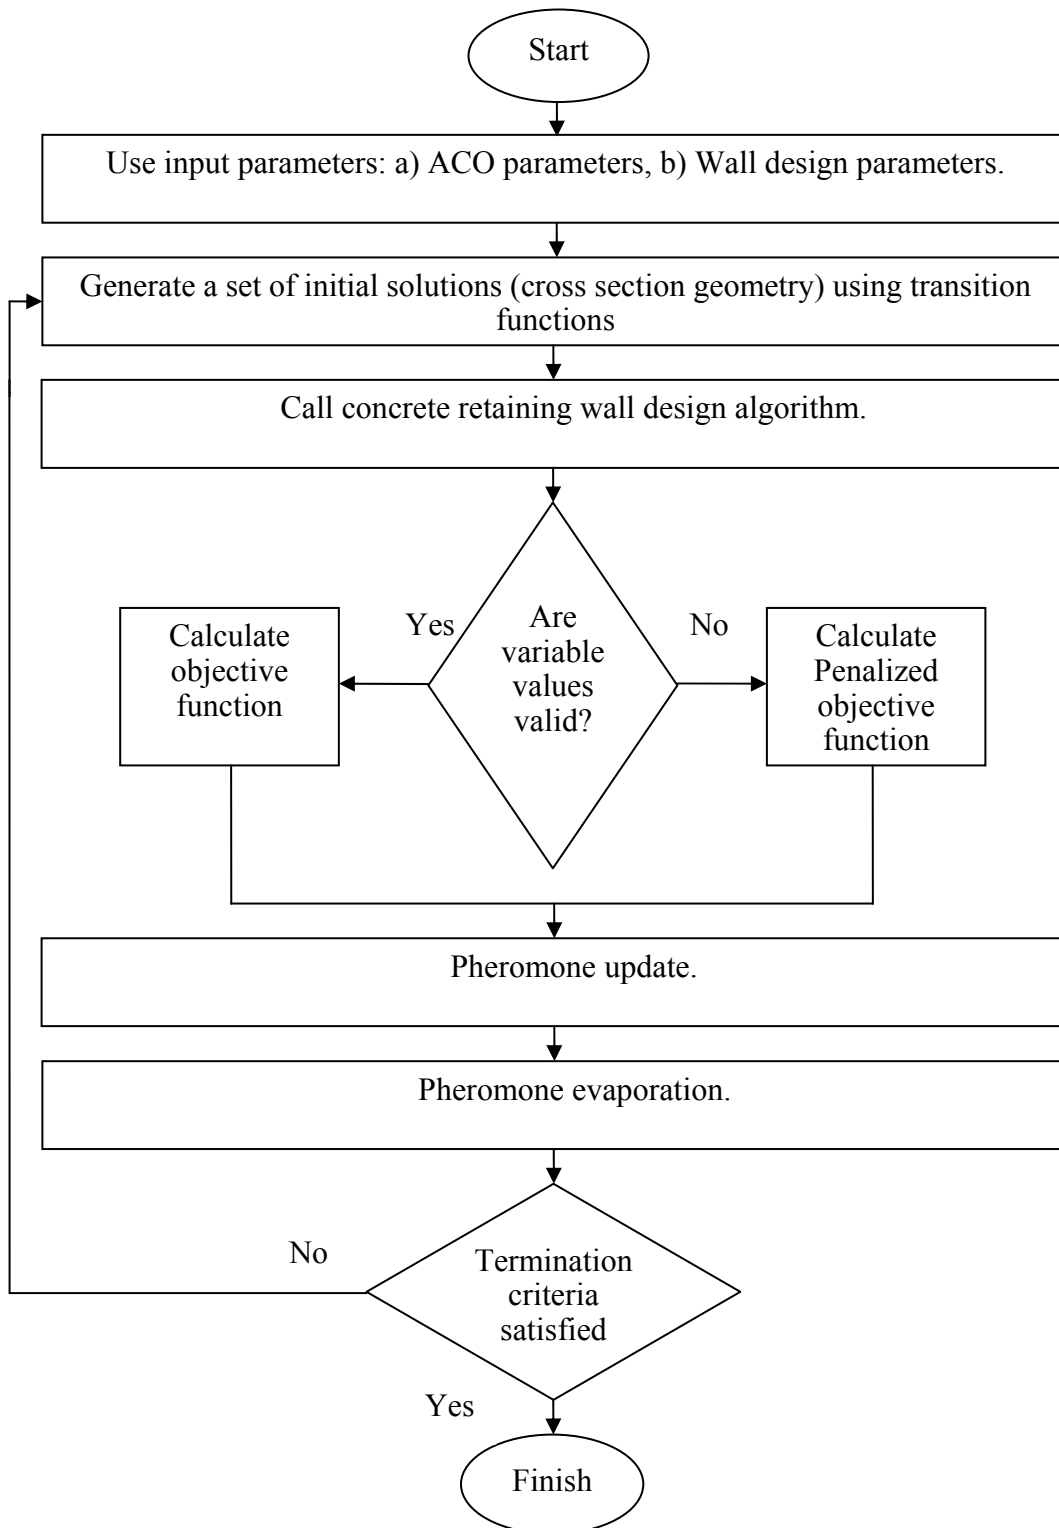 Start
Use input parameters: a) ACO parameters, b) Wall design parameters.
Generate a set of initial solutions (cross section geometry) using transition
functions
Call concrete retaining wall design algorithm.
Yes
No
Calculate
objective
function
Are
variable
values
valid?
Calculate
Penalized
objective
function
Pheromone update.
Pheromone evaporation.
No
Termination
criteria
satisfied
Yes
Finish